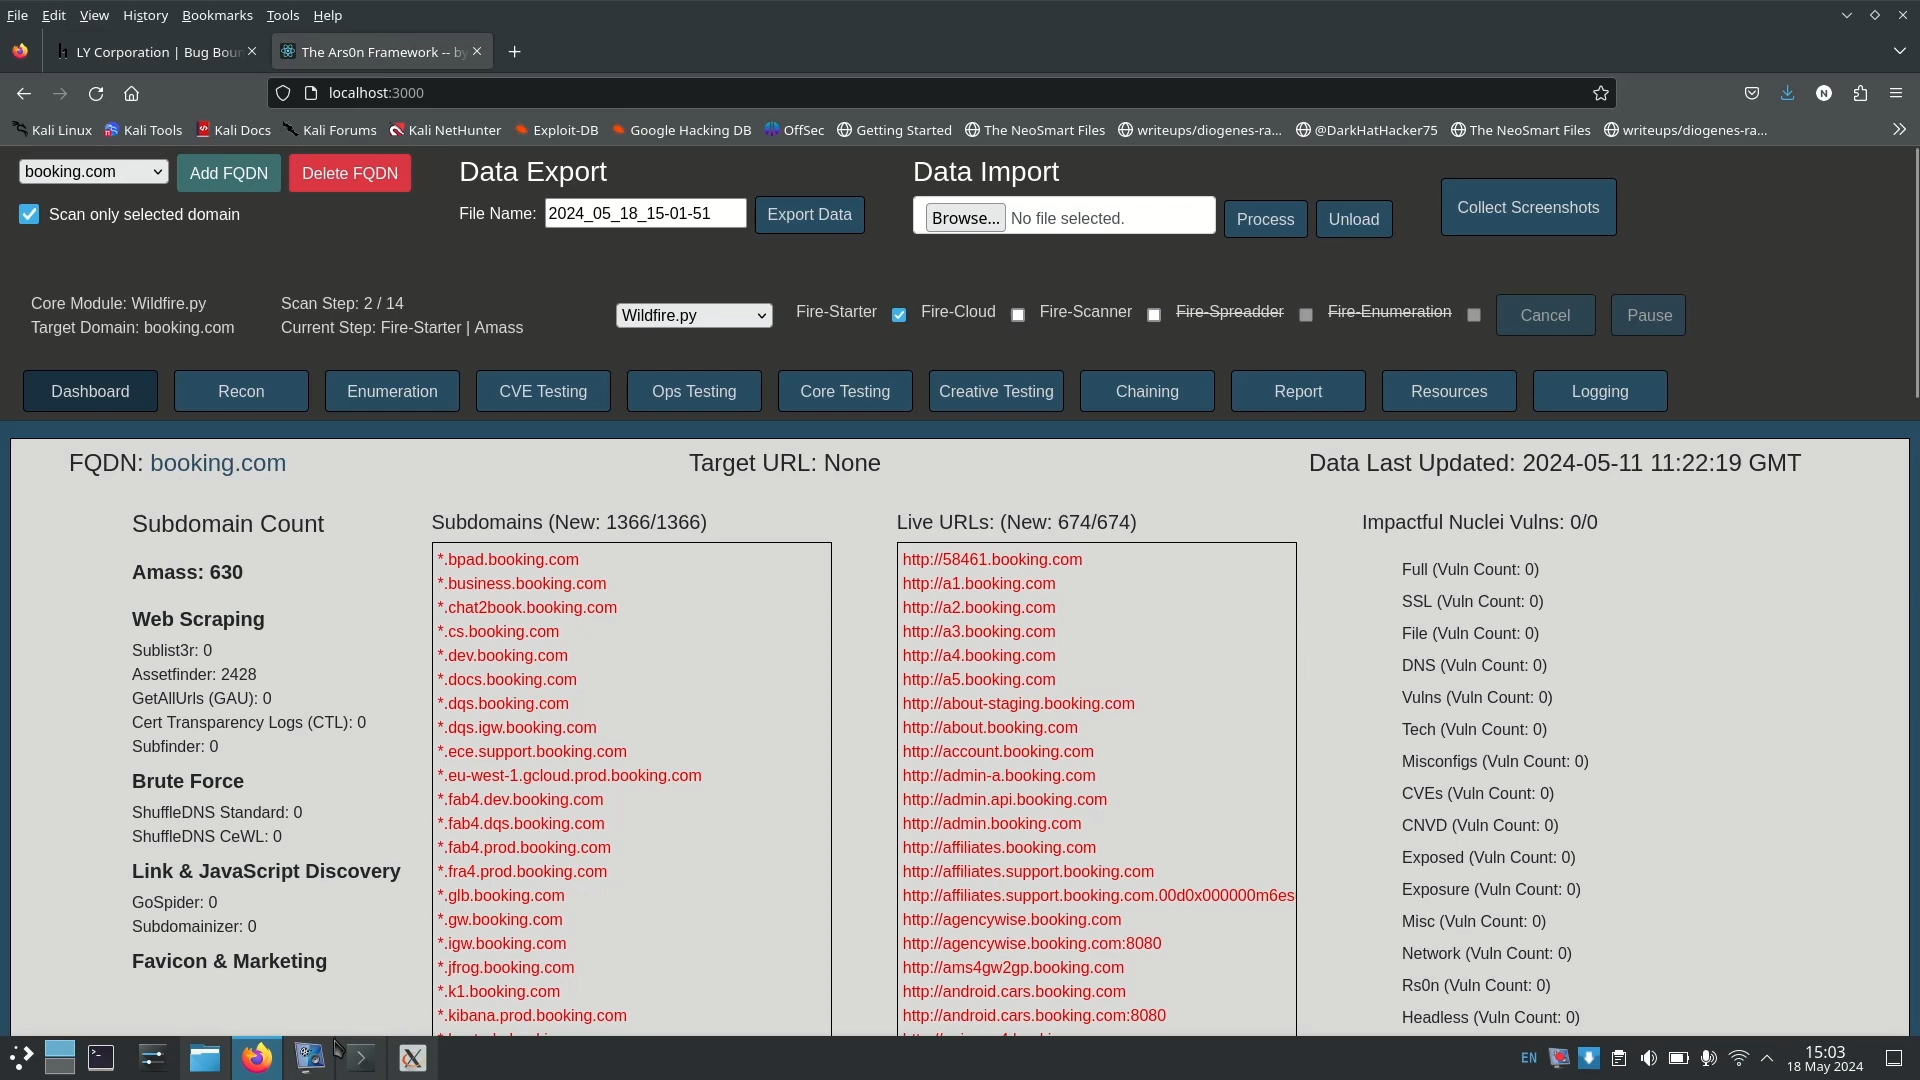 File Edit View History Bookmarks Tools Help
LY Corporation | Bug Boun
The Ars0n Framework -- by
localhost:3000
Kali Linux Kali Tools Kali Docs Kali Forums Kali NetHunter Exploit-DB Google Hacking DB OffSec Getting Started The NeoSmart Files writeups/diogenes-ra... @DarkHatHacker75 The NeoSmart Files writeups/diogenes-ra...
booking.com Add FQDN Delete FQDN
Scan only selected domain
Data Export
File Name: 2024_05_18_15-01-51 Export Data
Data Import
Browse... No file selected. Process Unload
Collect Screenshots
Core Module: Wildfire.py
Target Domain: booking.com
Scan Step: 2 / 14
Current Step: Fire-Starter | Amass
Wildfire.py Fire-Starter Fire-Cloud Fire-Scanner Fire-Spreadder Fire-Enumeration Cancel Pause
Dashboard Recon Enumeration CVE Testing Ops Testing Core Testing Creative Testing Chaining Report Resources Logging
FQDN: booking.com
Target URL: None
Data Last Updated: 2024-05-11 11:22:19 GMT
Subdomain Count
Amass: 630
Web Scraping
Sublist3r: 0
Assetfinder: 2428
GetAllUrls (GAU): 0
Cert Transparency Logs (CTL): 0
Subfinder: 0
Brute Force
ShuffleDNS Standard: 0
ShuffleDNS CeWL: 0
Link & JavaScript Discovery
GoSpider: 0
Subdomainizer: 0
Favicon & Marketing
Subdomains (New: 1366/1366)
*.bpad.booking.com
*.business.booking.com
*.chat2book.booking.com
*.cs.booking.com
*.dev.booking.com
*.docs.booking.com
*.dqs.booking.com
*.dqs.igw.booking.com
*.ece.support.booking.com
*.eu-west-1.gcloud.prod.booking.com
*.fab4.dev.booking.com
*.fab4.dqs.booking.com
*.fab4.prod.booking.com
*.fra4.prod.booking.com
*.glb.booking.com
*.gw.booking.com
*.igw.booking.com
*.jfrog.booking.com
*.k1.booking.com
*.kibana.prod.booking.com
Live URLs: (New: 674/674)
http://58461.booking.com
http://a1.booking.com
http://a2.booking.com
http://a3.booking.com
http://a4.booking.com
http://a5.booking.com
http://about-staging.booking.com
http://about.booking.com
http://account.booking.com
http://admin-a.booking.com
http://admin.api.booking.com
http://admin.booking.com
http://affiliates.booking.com
http://affiliates.support.booking.com
http://affiliates.support.booking.com.00d0x000000m6es
http://agencywise.booking.com
http://agencywise.booking.com:8080
http://ams4gw2gp.booking.com
http://android.cars.booking.com
http://android.cars.booking.com:8080
Impactful Nuclei Vulns: 0/0
Full (Vuln Count: 0)
SSL (Vuln Count: 0)
File (Vuln Count: 0)
DNS (Vuln Count: 0)
Vulns (Vuln Count: 0)
Tech (Vuln Count: 0)
Misconfigs (Vuln Count: 0)
CVEs (Vuln Count: 0)
CNVD (Vuln Count: 0)
Exposed (Vuln Count: 0)
Exposure (Vuln Count: 0)
Misc (Vuln Count: 0)
Network (Vuln Count: 0)
Rs0n (Vuln Count: 0)
Headless (Vuln Count: 0)
EN
15:03
18 May 2024